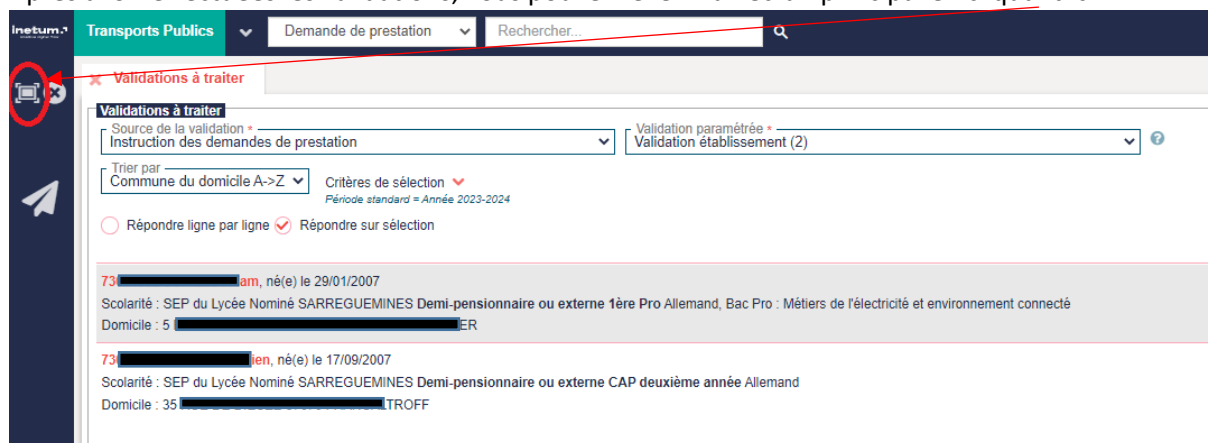 inetum.
Transports Publics Demande de prestation Rechercher...
Validations à traiter
Validations à traiter
Source de la validation * Validation paramétrée *
Instruction des demandes de prestation Validation établissement (2)
Trier par
Commune du domicile A->Z Critères de sélection
Période standard = Année 2023-2024
Répondre ligne par ligne Répondre sur sélection
73 am, né(e) le 29/01/2007
Scolarité : SEP du Lycée Nominé SARREGUEMINES Demi-pensionnaire ou externe 1ère Pro Allemand, Bac Pro : Métiers de l'électricité et environnement connecté
Domicile : 5 ER
73 ien, né(e) le 17/09/2007
Scolarité : SEP du Lycée Nominé SARREGUEMINES Demi-pensionnaire ou externe CAP deuxième année Allemand
Domicile : 35 TROFF